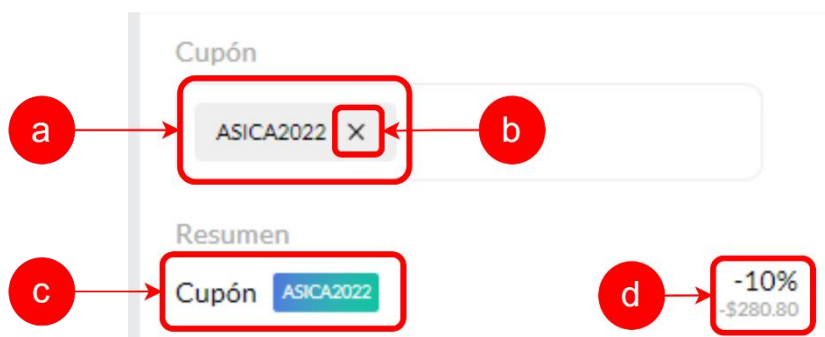 Cupón
a
ASICA2022 ×
b
Resumen
c
Cupón ASICA2022
d
-10%
-$280.80